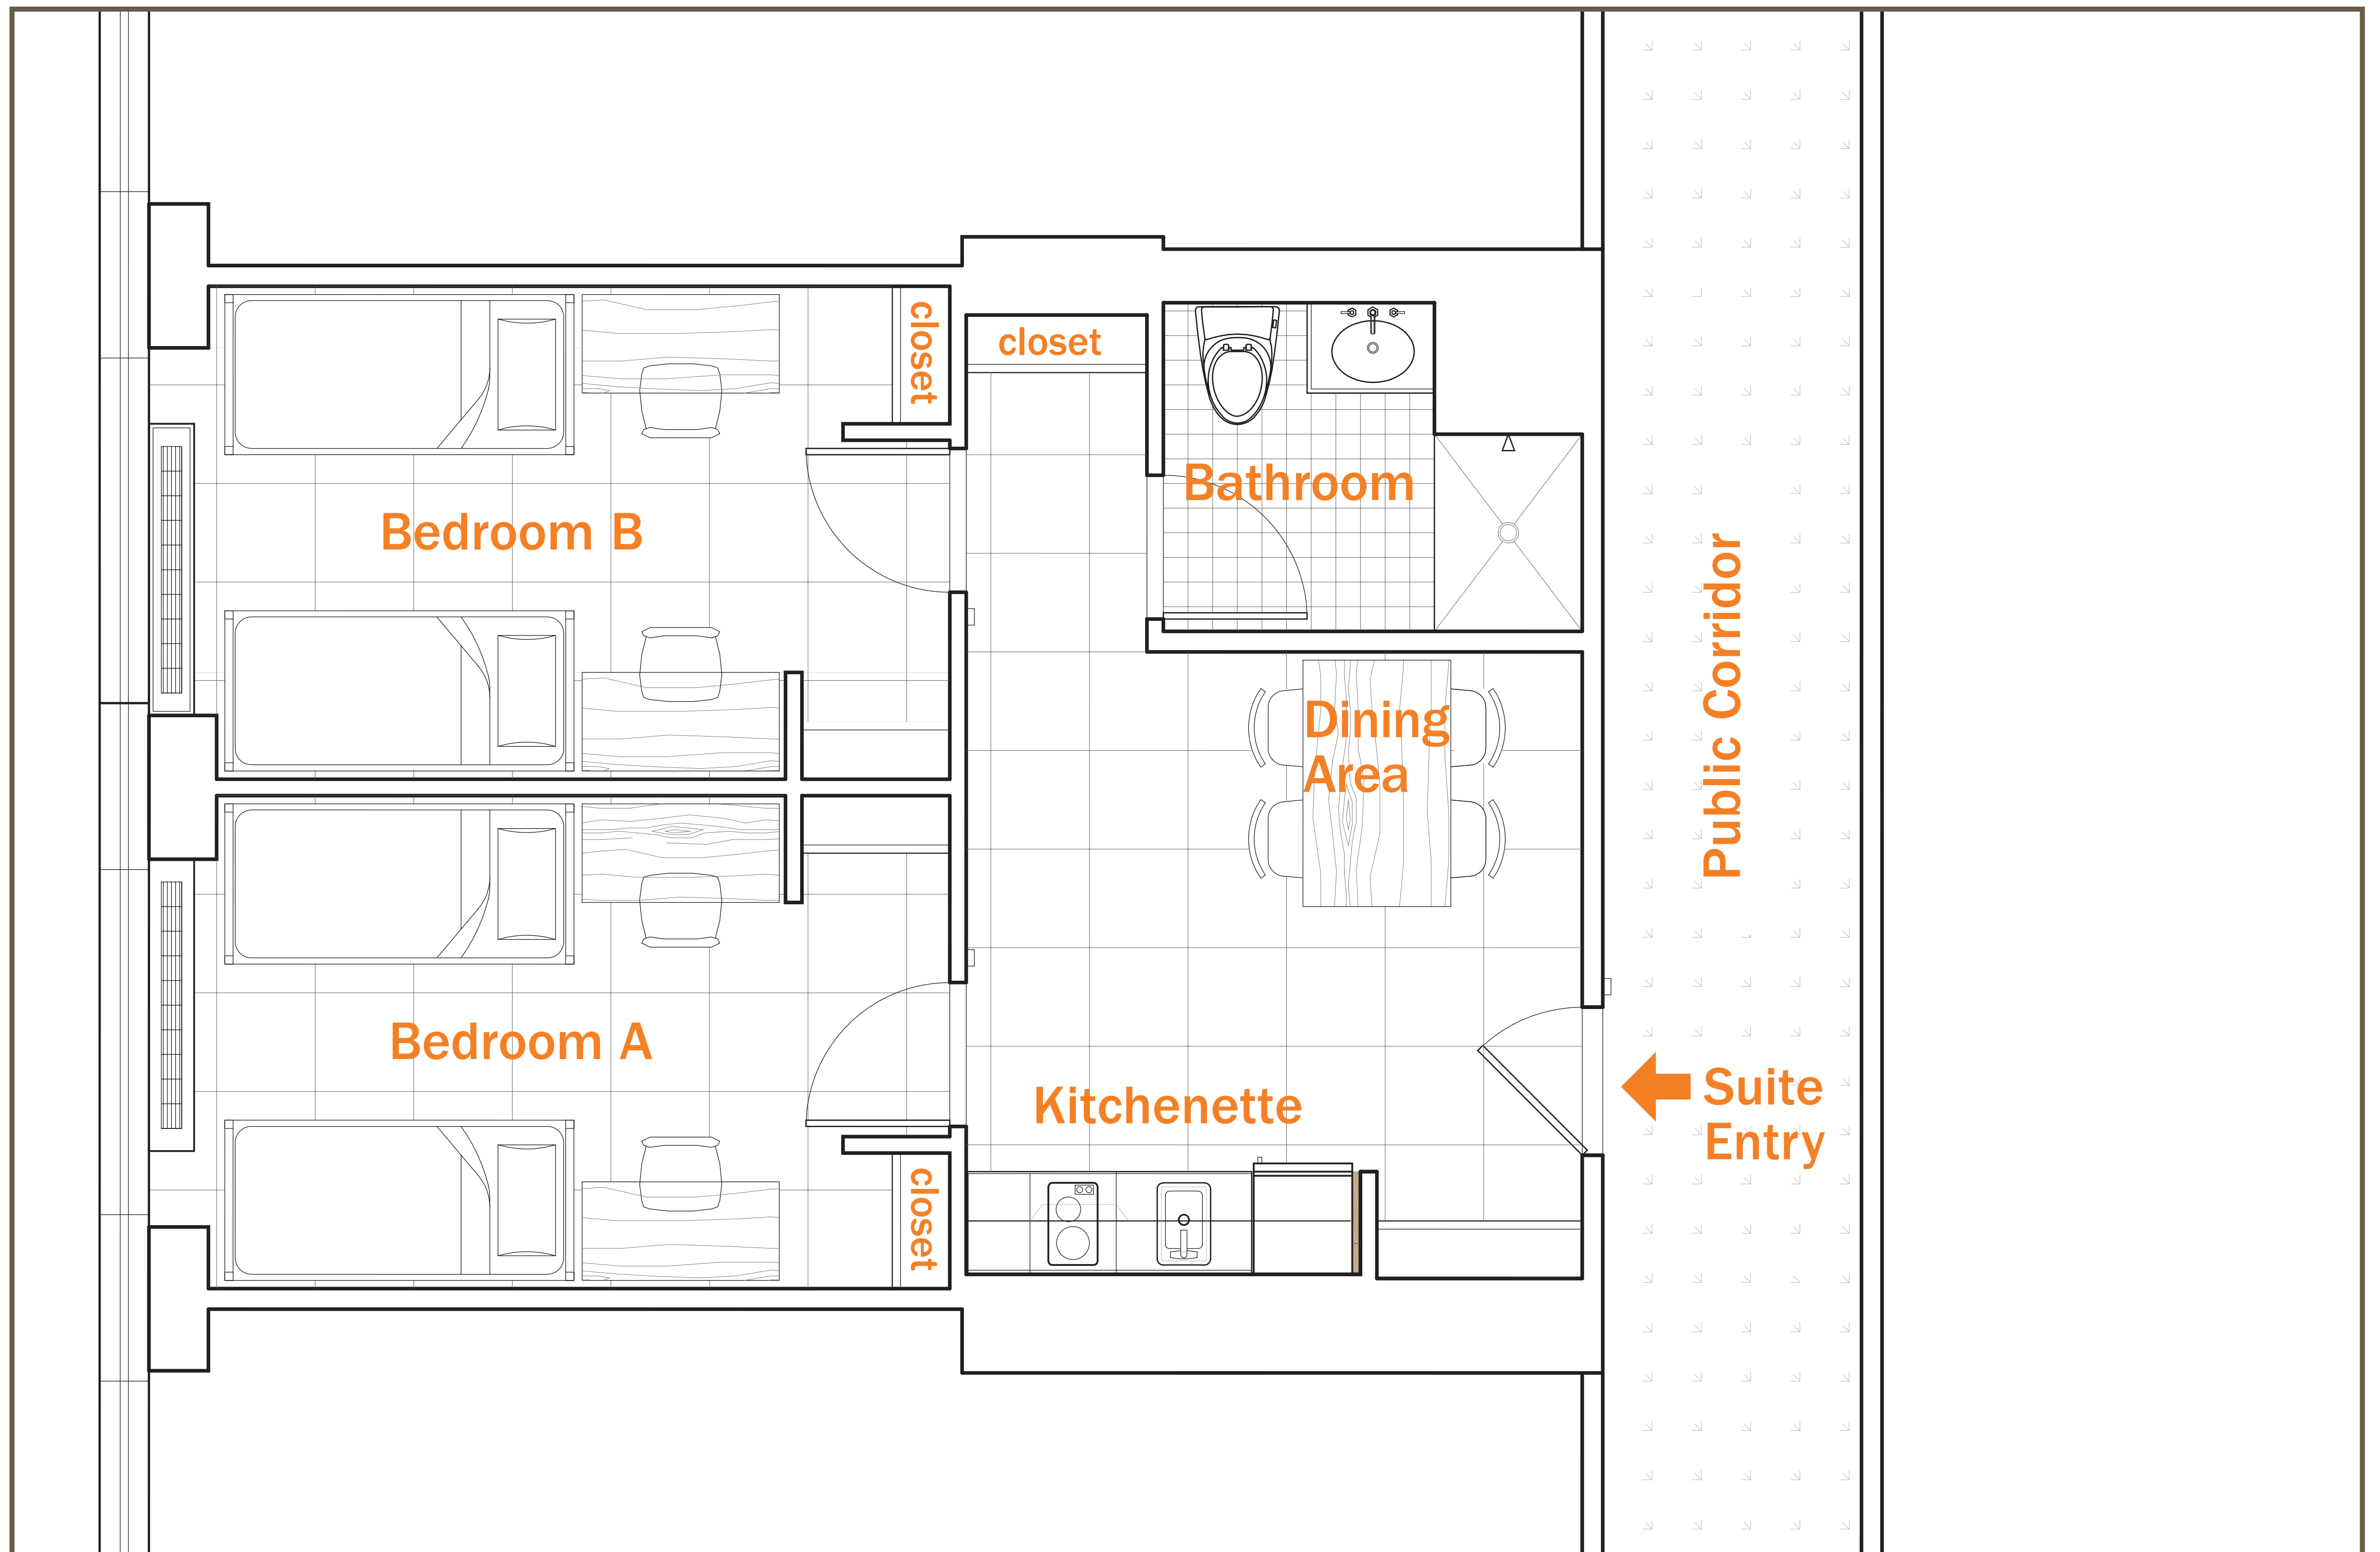 closet
closet
Bathroom
Bedroom B
Dining
Area
Public Corridor
Bedroom A
Kitchenette
Suite
Entry
closet